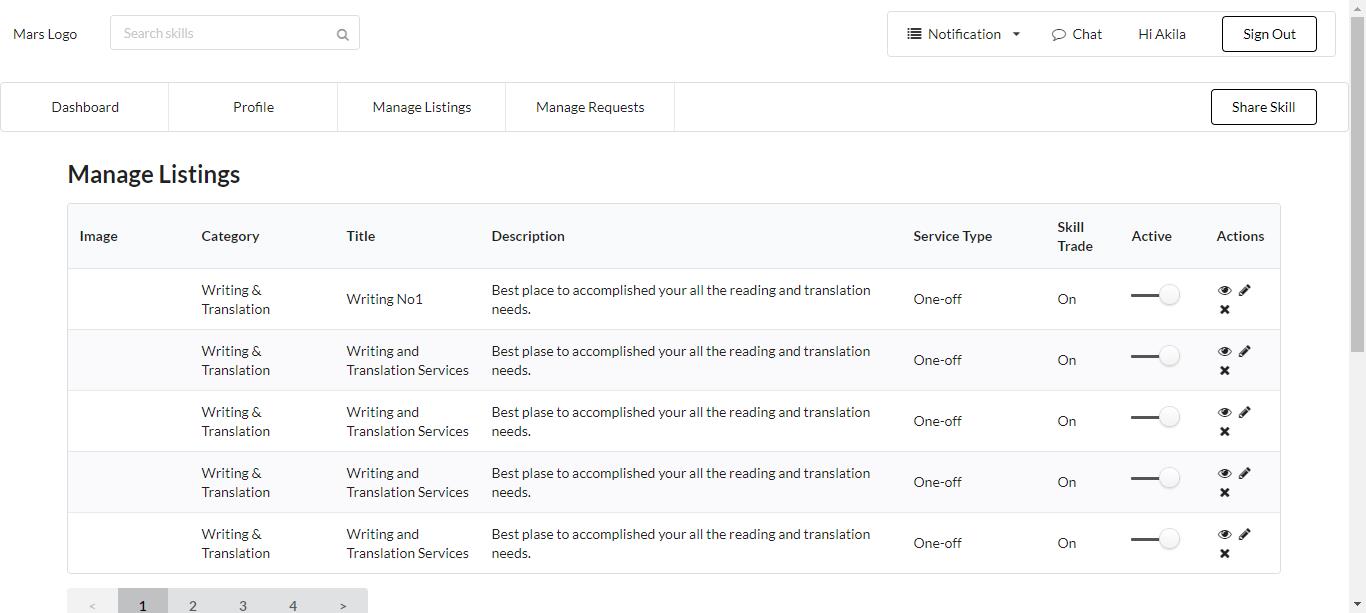 Mars Logo
Search skills
Notification
Chat
Hi Akila
Sign Out
Dashboard
Profile
Manage Listings
Manage Requests
Share Skill
Manage Listings
Image
Category
Title
Description
Service Type
Skill
Trade
Active
Actions
Writing &
Translation
Writing No1
Best place to accomplished your all the reading and translation
needs.
One-off
On
Writing &
Translation
Writing and
Translation Services
Best plase to accomplished your all the reading and translation
needs.
One-off
On
Writing &
Translation
Writing and
Translation Services
Best plase to accomplished your all the reading and translation
needs.
One-off
On
Writing &
Translation
Writing and
Translation Services
Best plase to accomplished your all the reading and translation
needs.
One-off
On
Writing &
Translation
Writing and
Translation Services
Best plase to accomplished your all the reading and translation
needs.
One-off
On
< 1 2 3 4 >